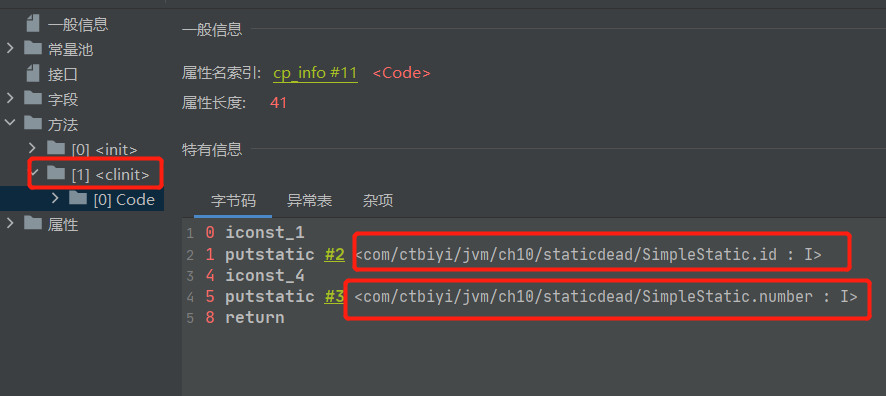 一般信息
常量池
接口
字段
方法
[0] <init>
[1] <clinit>
[0] Code
属性
一般信息
属性名索引: cp_info #11 <Code>
属性长度: 41
特有信息
字节码 异常表 杂项
1 0 iconst_1
2 1 putstatic #2 <com/ctbiyi/jvm/ch10/staticdead/SimpleStatic.id : I>
3 4 iconst_4
4 5 putstatic #3 <com/ctbiyi/jvm/ch10/staticdead/SimpleStatic.number : I>
5 8 return